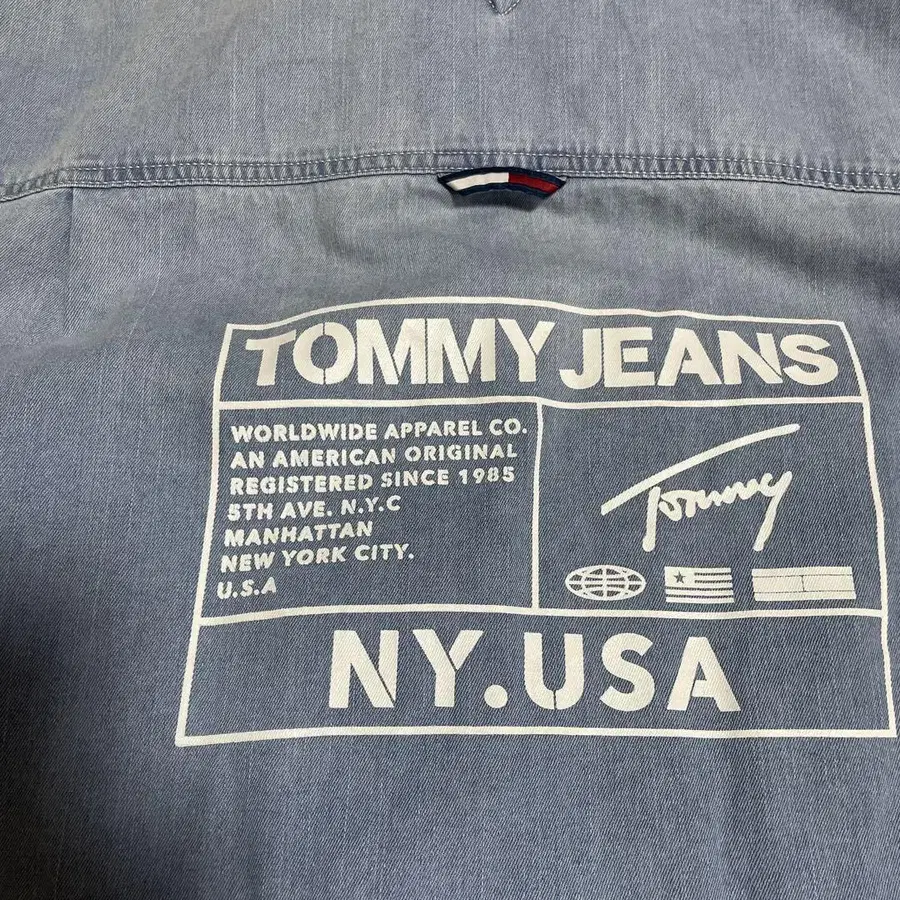 TOMMY JEANS
WORLDWIDE APPAREL CO.
AN AMERICAN ORIGINAL
REGISTERED SINCE 1985
5TH AVE. N.Y.C
MANHATTAN
NEW YORK CITY.
U.S.A
Tommy
NY.USA